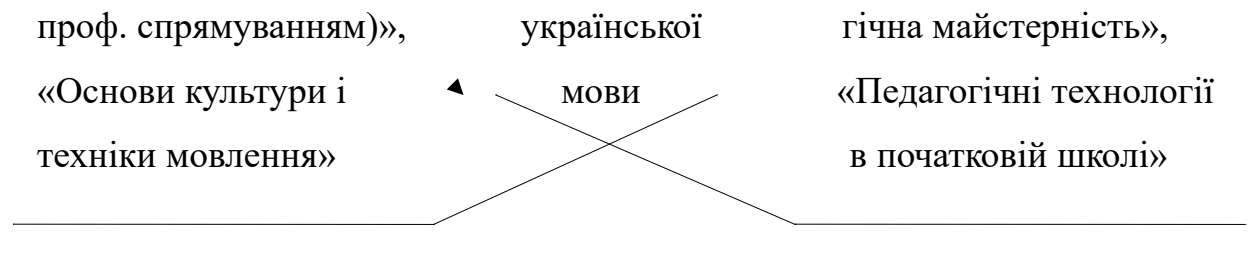 проф. спрямуванням)», української гічна майстерність»,
«Основи культури і мови «Педагогічні технології
техніки мовлення» в початковій школі»